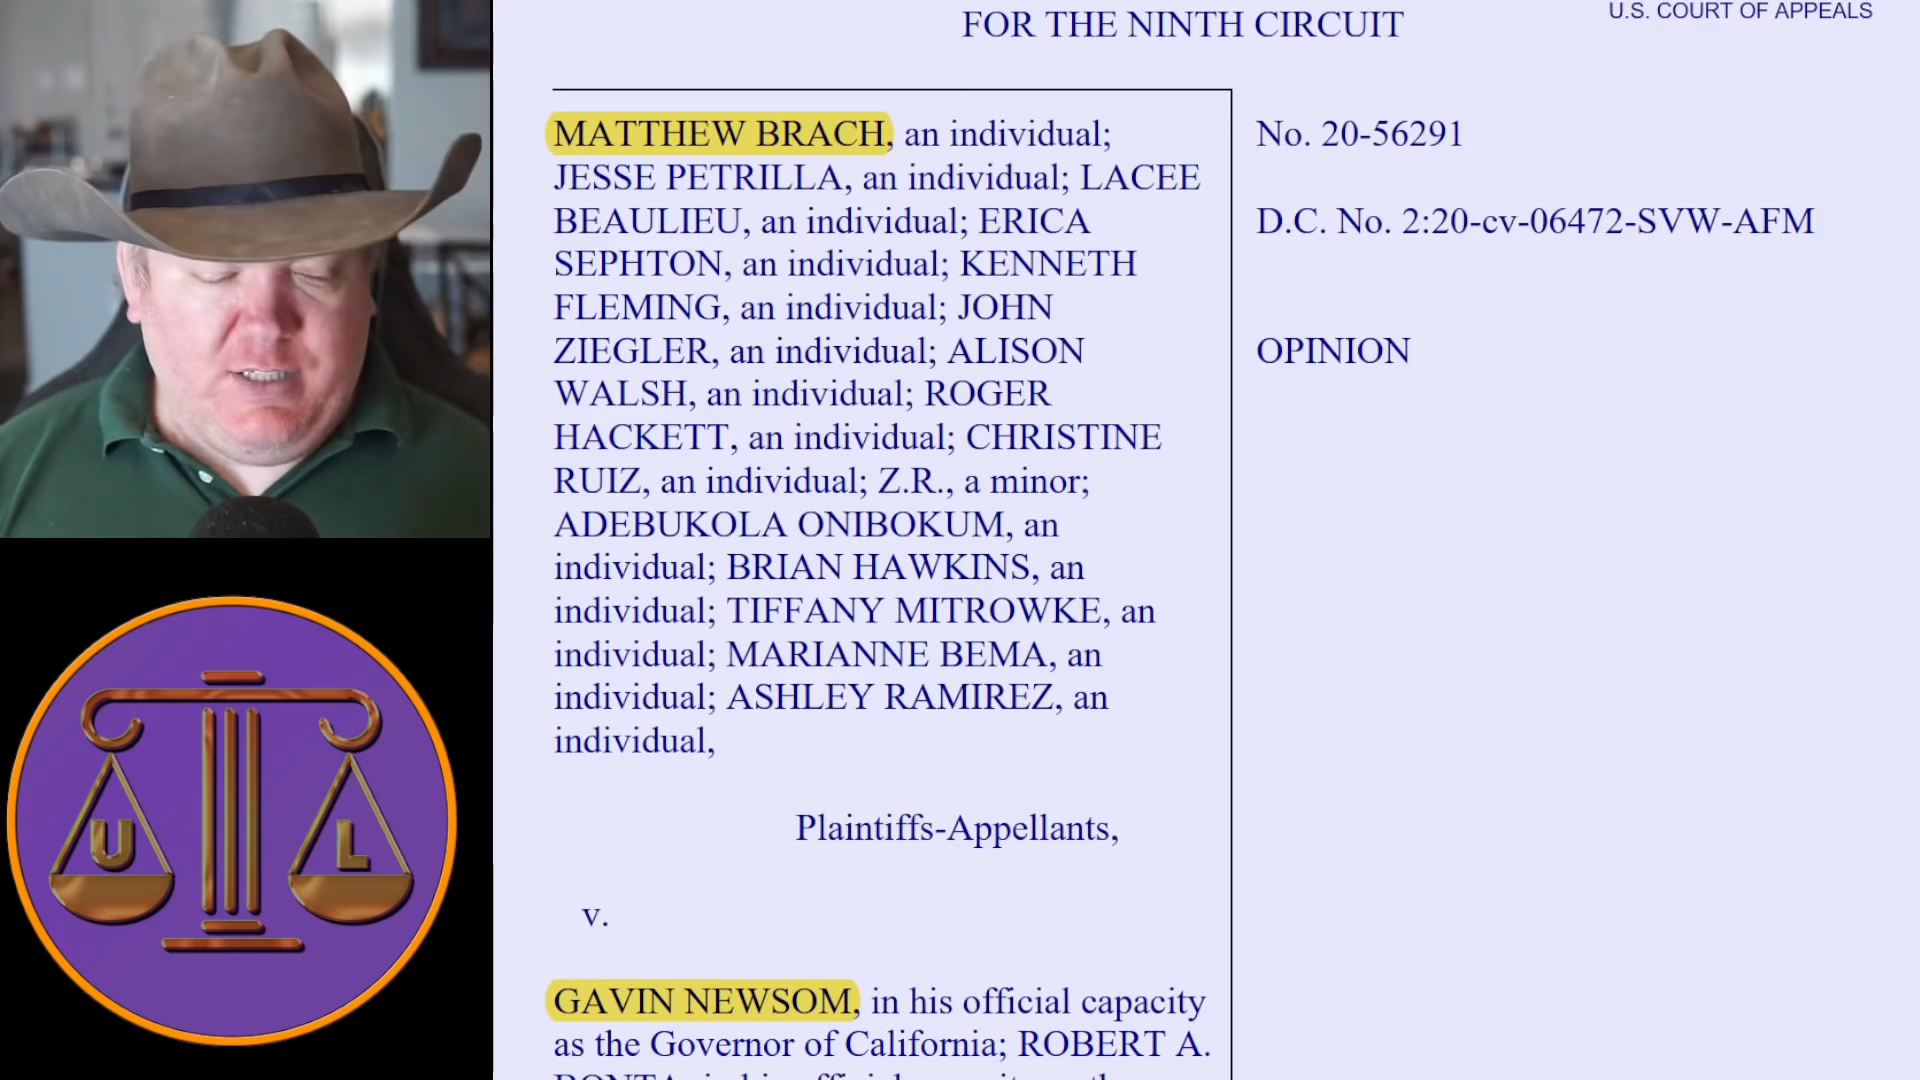 FOR THE NINTH CIRCUIT
U.S. COURT OF APPEALS
MATTHEW BRACH, an individual;
JESSE PETRILLA, an individual; LACEE
BEAULIEU, an individual; ERICA
SEPHTON, an individual; KENNETH
FLEMING, an individual; JOHN
ZIEGLER, an individual; ALISON
WALSH, an individual; ROGER
HACKETT, an individual; CHRISTINE
RUIZ, an individual; Z.R., a minor;
ADEBUKOLA ONIBOKUM, an
individual; BRIAN HAWKINS, an
individual; TIFFANY MITROWKE, an
individual; MARIANNE BEMA, an
individual; ASHLEY RAMIREZ, an
individual,
Plaintiffs-Appellants,
v.
GAVIN NEWSOM, in his official capacity
as the Governor of California; ROBERT A.
No. 20-56291
D.C. No. 2:20-cv-06472-SVW-AFM
OPINION
U L